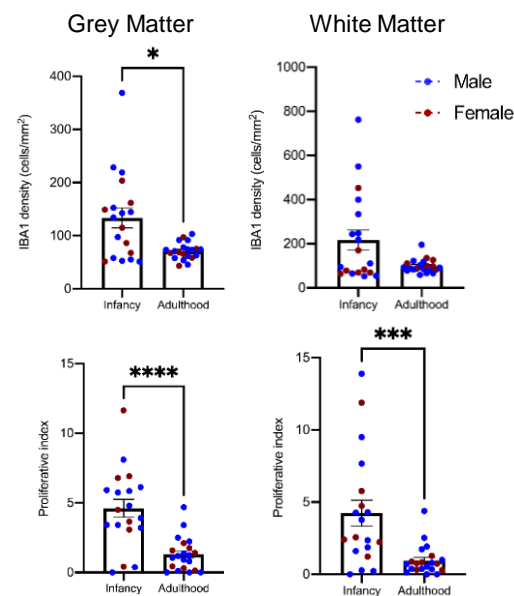 Grey Matter
White Matter
*
IBA1 density (cells/mm²)
400
300
200
100
0
Infancy
Adulthood
IBA1 density (cells/mm²)
1000
800
600
400
200
0
Infancy
Adulthood
Male
Female
****
Proliferative index
15
10
5
0
Infancy
Adulthood
***
Proliferative index
15
10
5
0
Infancy
Adulthood